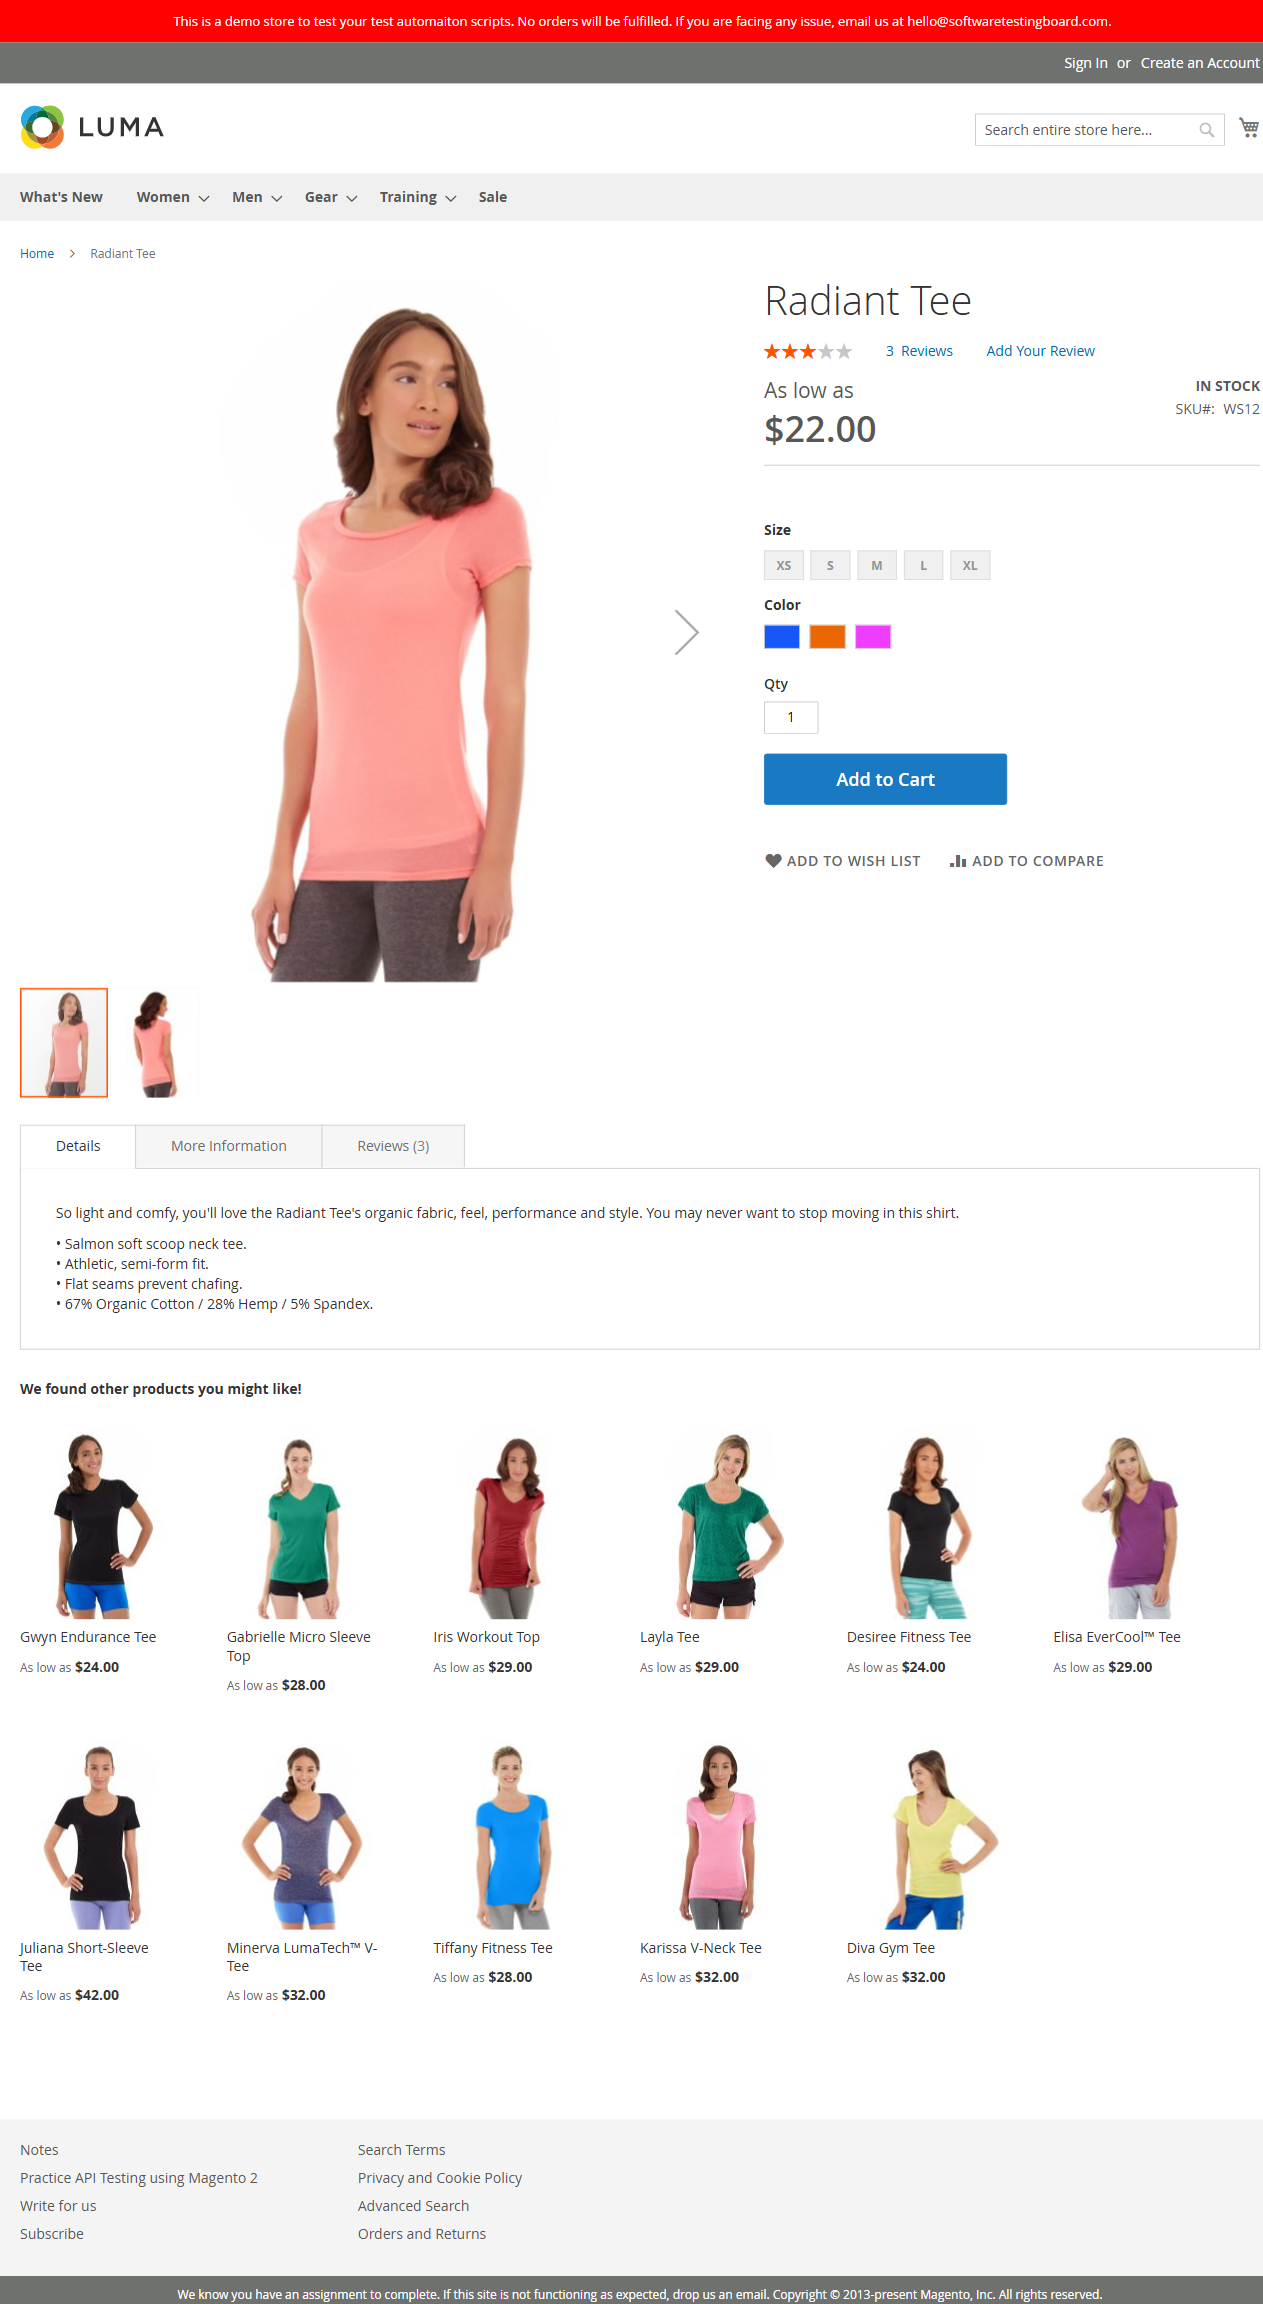 This is a demo store to test your test automaiton scripts. No orders will be fulfilled. If you are facing any issue, email us at hello@softwaretestingboard.com.
Sign In or Create an Account
LUMA
Search entire store here...
What's New Women Men Gear Training Sale
Home Radiant Tee
Radiant Tee
3 Reviews Add Your Review
As low as
$22.00
IN STOCK
SKU#: WS12
Size
XS S M L XL
Color
Qty
1
Add to Cart
ADD TO WISH LIST ADD TO COMPARE
Details More Information Reviews (3)
So light and comfy, you'll love the Radiant Tee's organic fabric, feel, performance and style. You may never want to stop moving in this shirt.
• Salmon soft scoop neck tee.
• Athletic, semi-form fit.
• Flat seams prevent chafing.
• 67% Organic Cotton / 28% Hemp / 5% Spandex.
We found other products you might like!
Gwyn Endurance Tee
As low as $24.00
Gabrielle Micro Sleeve
Top
As low as $28.00
Iris Workout Top
As low as $29.00
Layla Tee
As low as $29.00
Desiree Fitness Tee
As low as $24.00
Elisa EverCool™ Tee
As low as $29.00
Juliana Short-Sleeve
Tee
As low as $42.00
Minerva LumaTech™ V-
Tee
As low as $32.00
Tiffany Fitness Tee
As low as $28.00
Karissa V-Neck Tee
As low as $32.00
Diva Gym Tee
As low as $32.00
Notes
Practice API Testing using Magento 2
Write for us
Subscribe
Search Terms
Privacy and Cookie Policy
Advanced Search
Orders and Returns
We know you have an assignment to complete. If this site is not functioning as expected, drop us an email. Copyright © 2013-present Magento, Inc. All rights reserved.